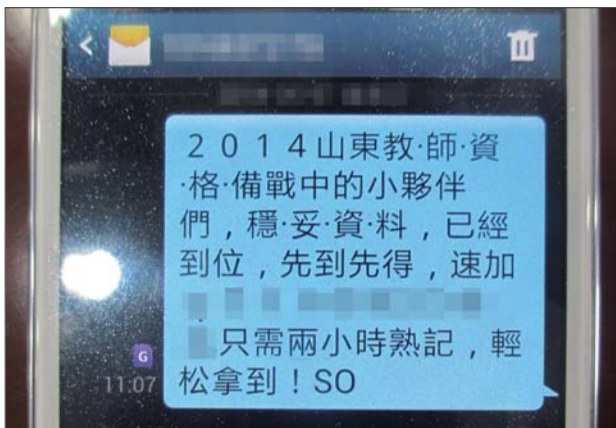 2014山東教·師·資
·格·備戰中的小夥伴
們，穩·妥·資·料，已經
到位，先到先得，速加
只需兩小時熟記，輕
松拿到！SO
G
11:07